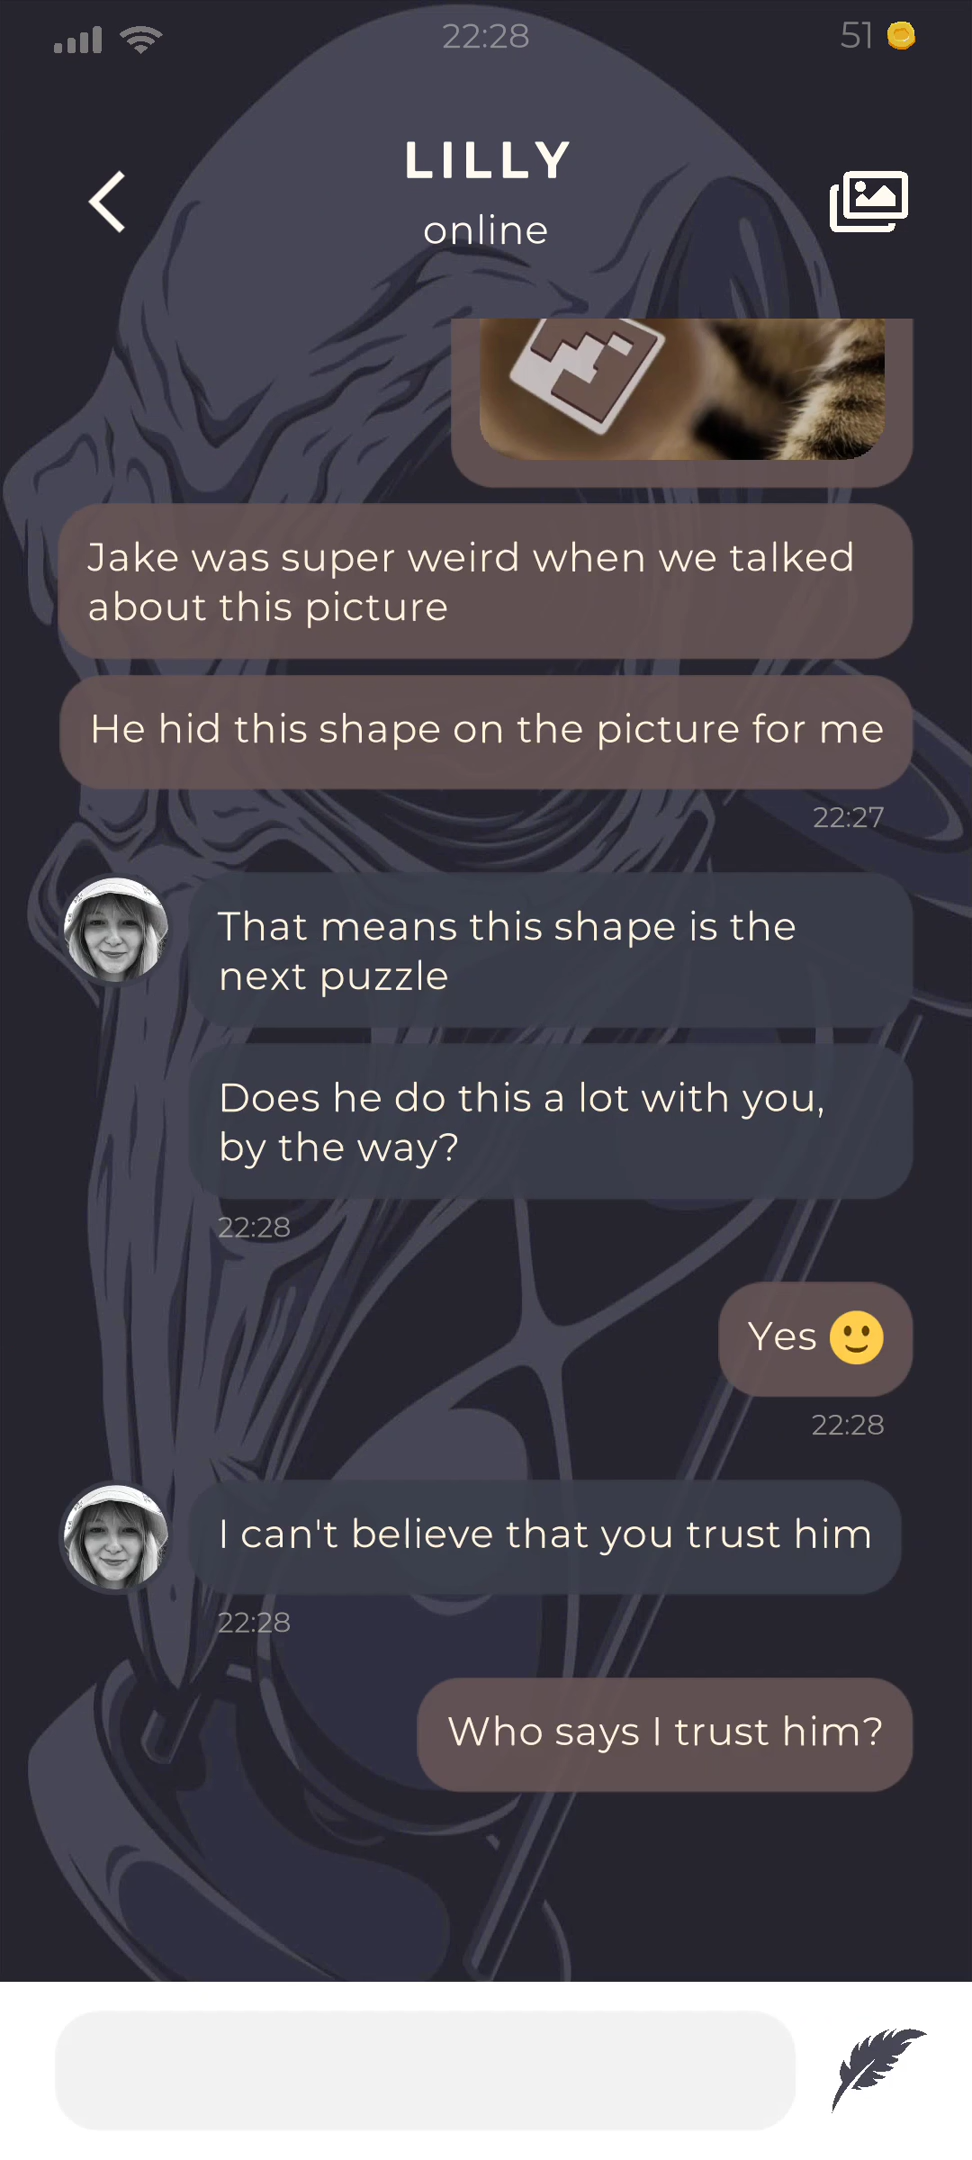 22:28
51
LILLY
online
Jake was super weird when we talked
about this picture
He hid this shape on the picture for me
22:27
That means this shape is the
next puzzle
Does he do this a lot with you,
by the way?
22:28
Yes 🙂
22:28
I can't believe that you trust him
22:28
Who says I trust him?